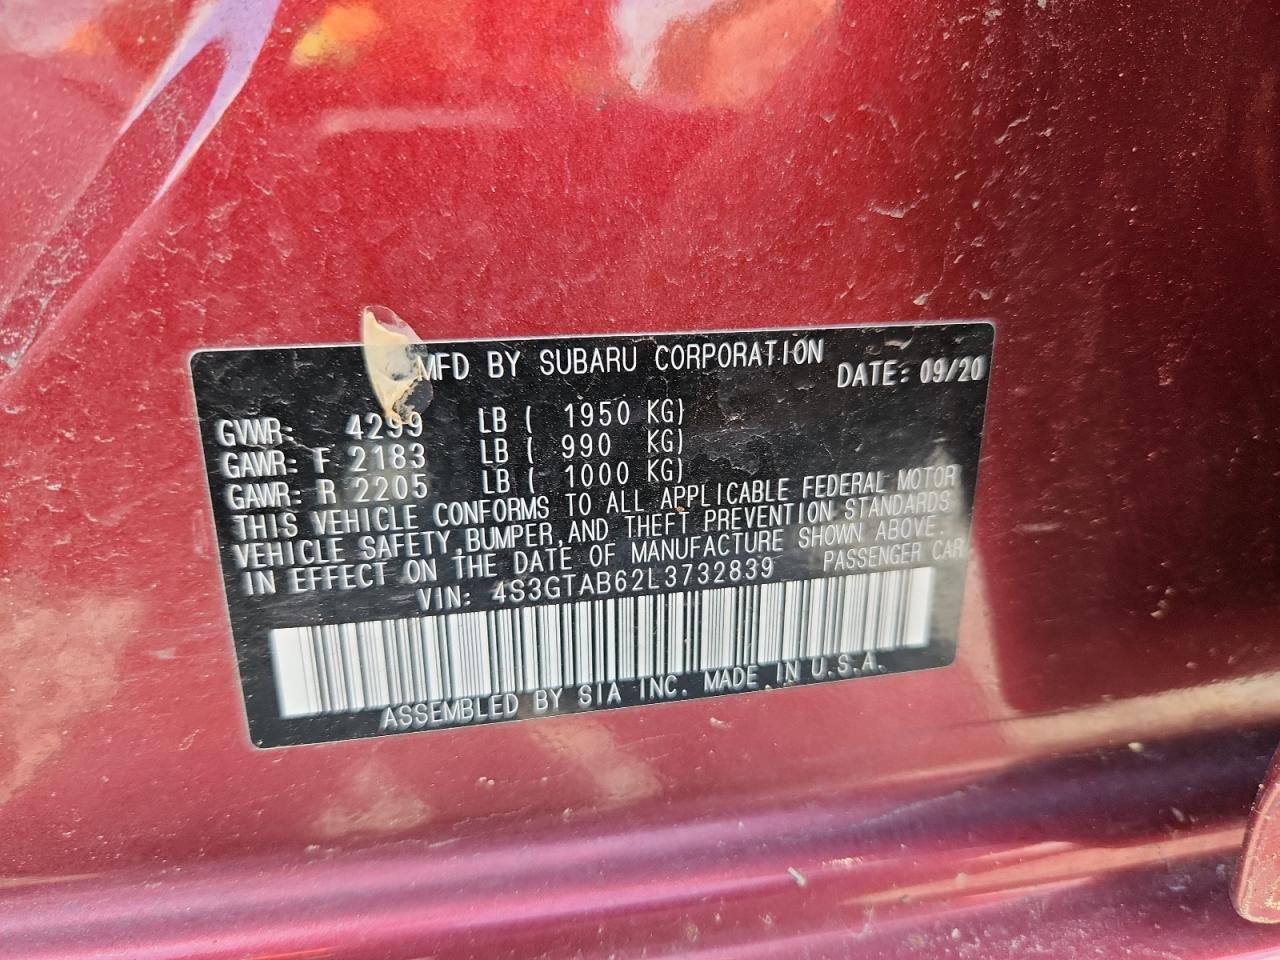 MFD BY SUBARU CORPORATION DATE: 09/20
GVWR: 4299 LB ( 1950 KG)
GAWR: F 2183 LB ( 990 KG)
GAWR: R 2205 LB ( 1000 KG)
THIS VEHICLE CONFORMS TO ALL APPLICABLE FEDERAL MOTOR
VEHICLE SAFETY,BUMPER,AND THEFT PREVENTION STANDARDS
IN EFFECT ON THE DATE OF MANUFACTURE SHOWN ABOVE.
VIN: 4S3GTAB62L3732839 PASSENGER CAR
ASSEMBLED BY SIA INC. MADE IN U.S.A.